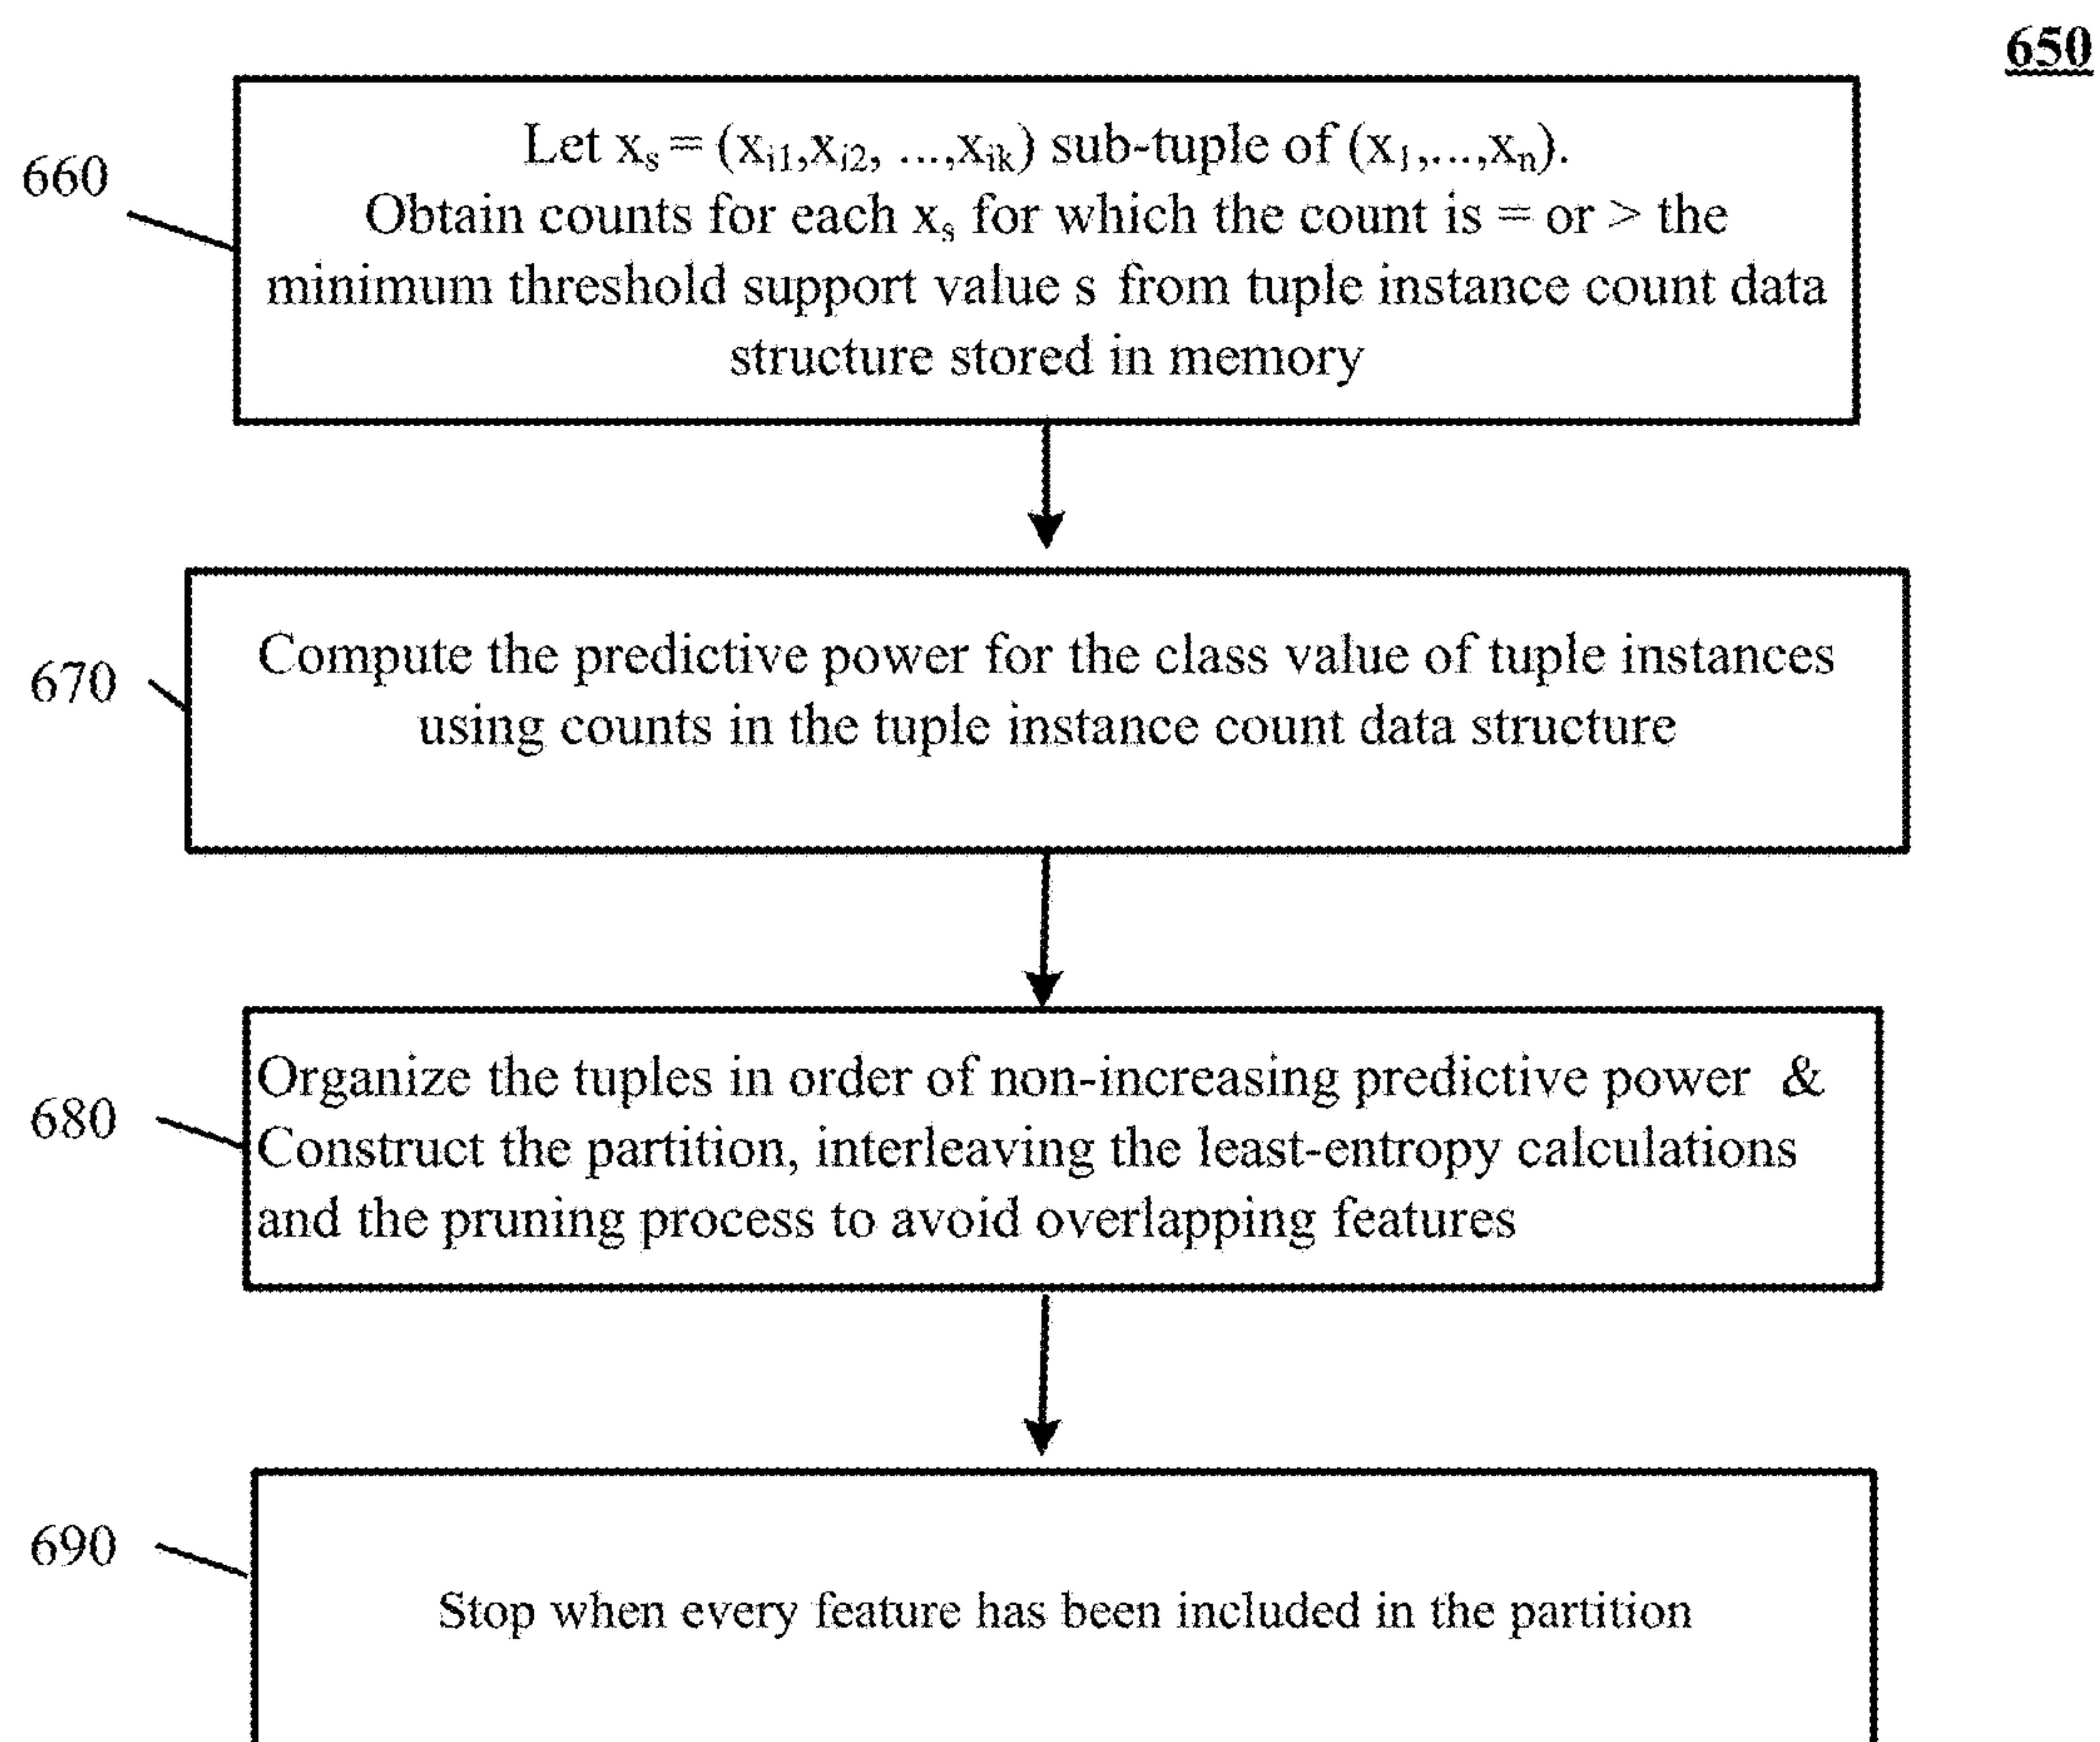 650
660
Let xₛ = (xᵢ₁,xᵢ₂, ...,xᵢₖ) sub-tuple of (x₁,...,xₙ).
Obtain counts for each xₛ for which the count is = or > the
minimum threshold support value s from tuple instance count data
structure stored in memory
670
Compute the predictive power for the class value of tuple instances
using counts in the tuple instance count data structure
680
Organize the tuples in order of non-increasing predictive power &
Construct the partition, interleaving the least-entropy calculations
and the pruning process to avoid overlapping features
690
Stop when every feature has been included in the partition